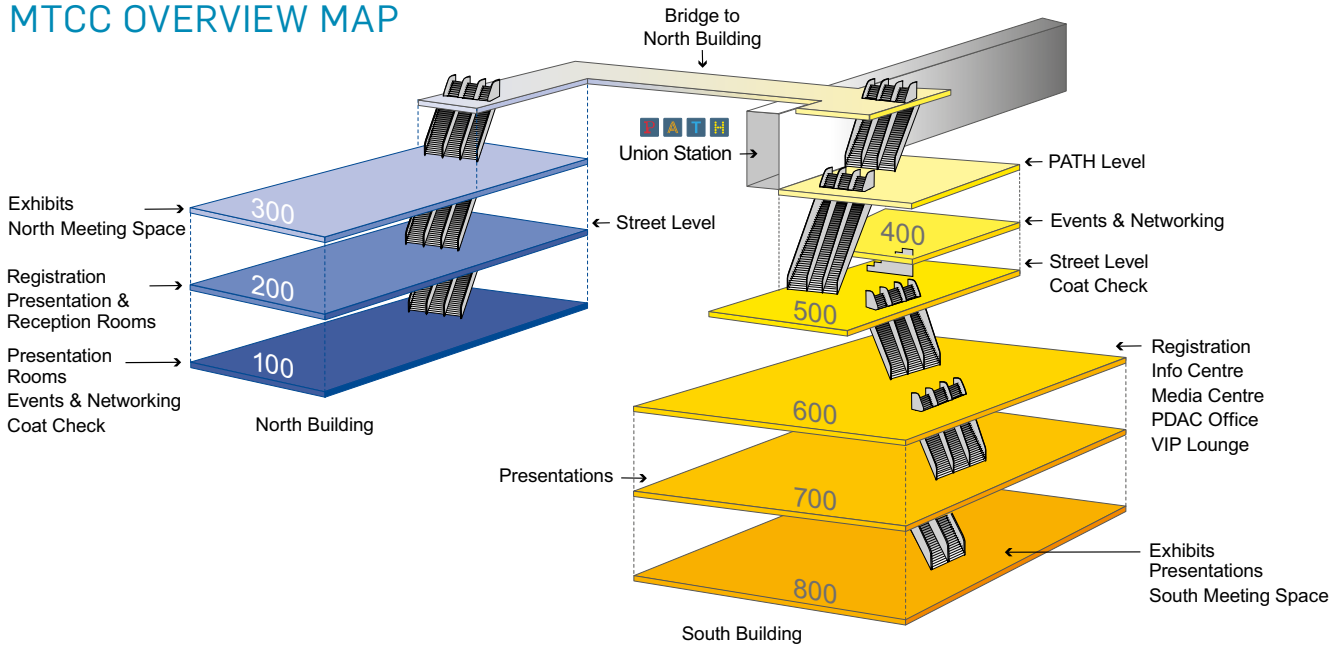 MTCC OVERVIEW MAP
Bridge to
North Building
PATH
Union Station
PATH Level
Exhibits
North Meeting Space
300
Street Level
Events & Networking
400
Registration
Presentation &
Reception Rooms
200
Street Level
Coat Check
500
Presentation
Rooms
Events & Networking
Coat Check
100
North Building
Registration
Info Centre
Media Centre
PDAC Office
VIP Lounge
600
Presentations
700
Exhibits
Presentations
South Meeting Space
800
South Building